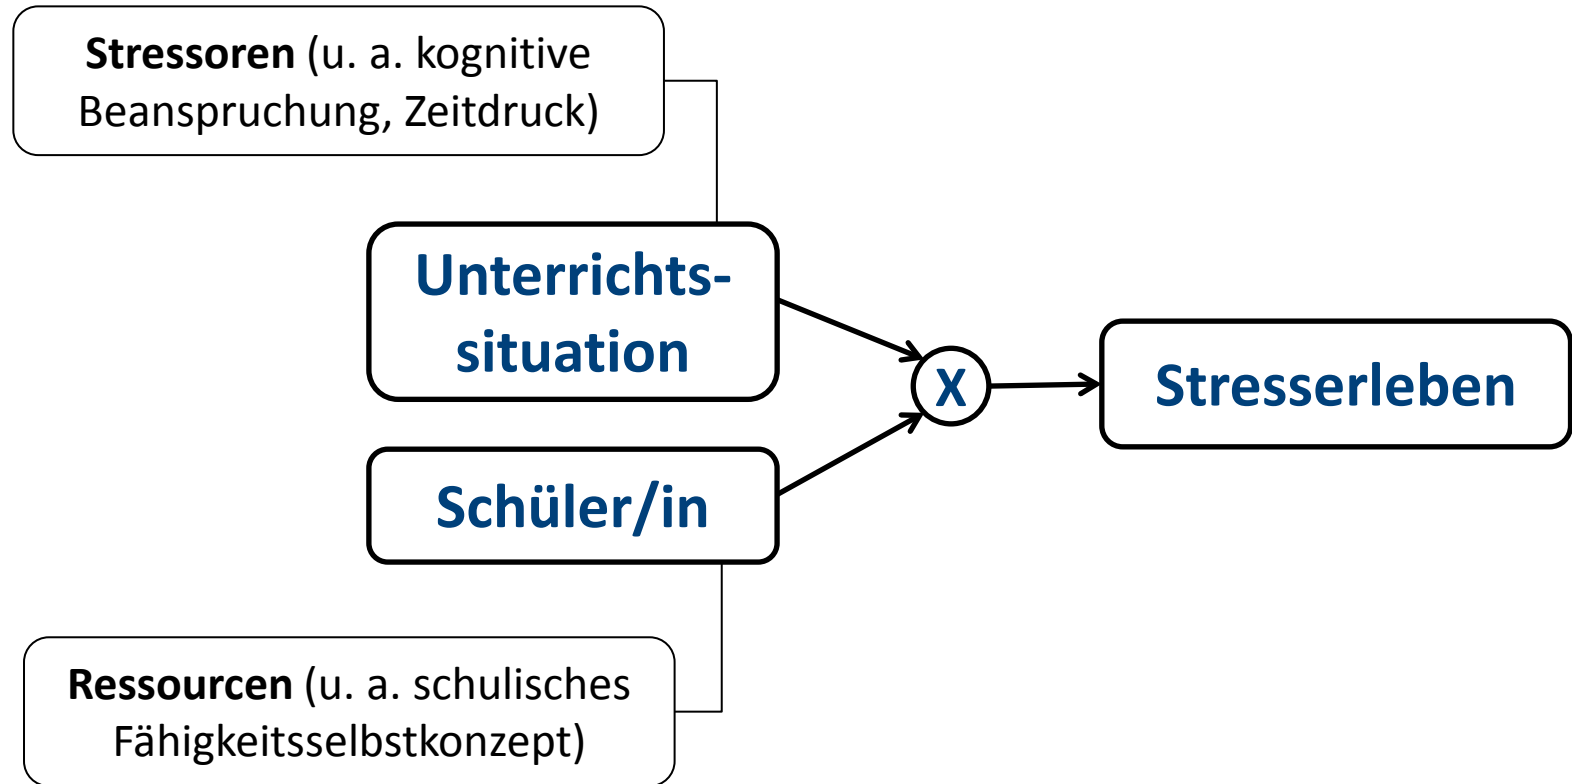 Stressoren (u. a. kognitive
Beanspruchung, Zeitdruck)
Unterrichts-
situation
X
Stresserleben
Schüler/in
Ressourcen (u. a. schulisches
Fähigkeitsselbstkonzept)